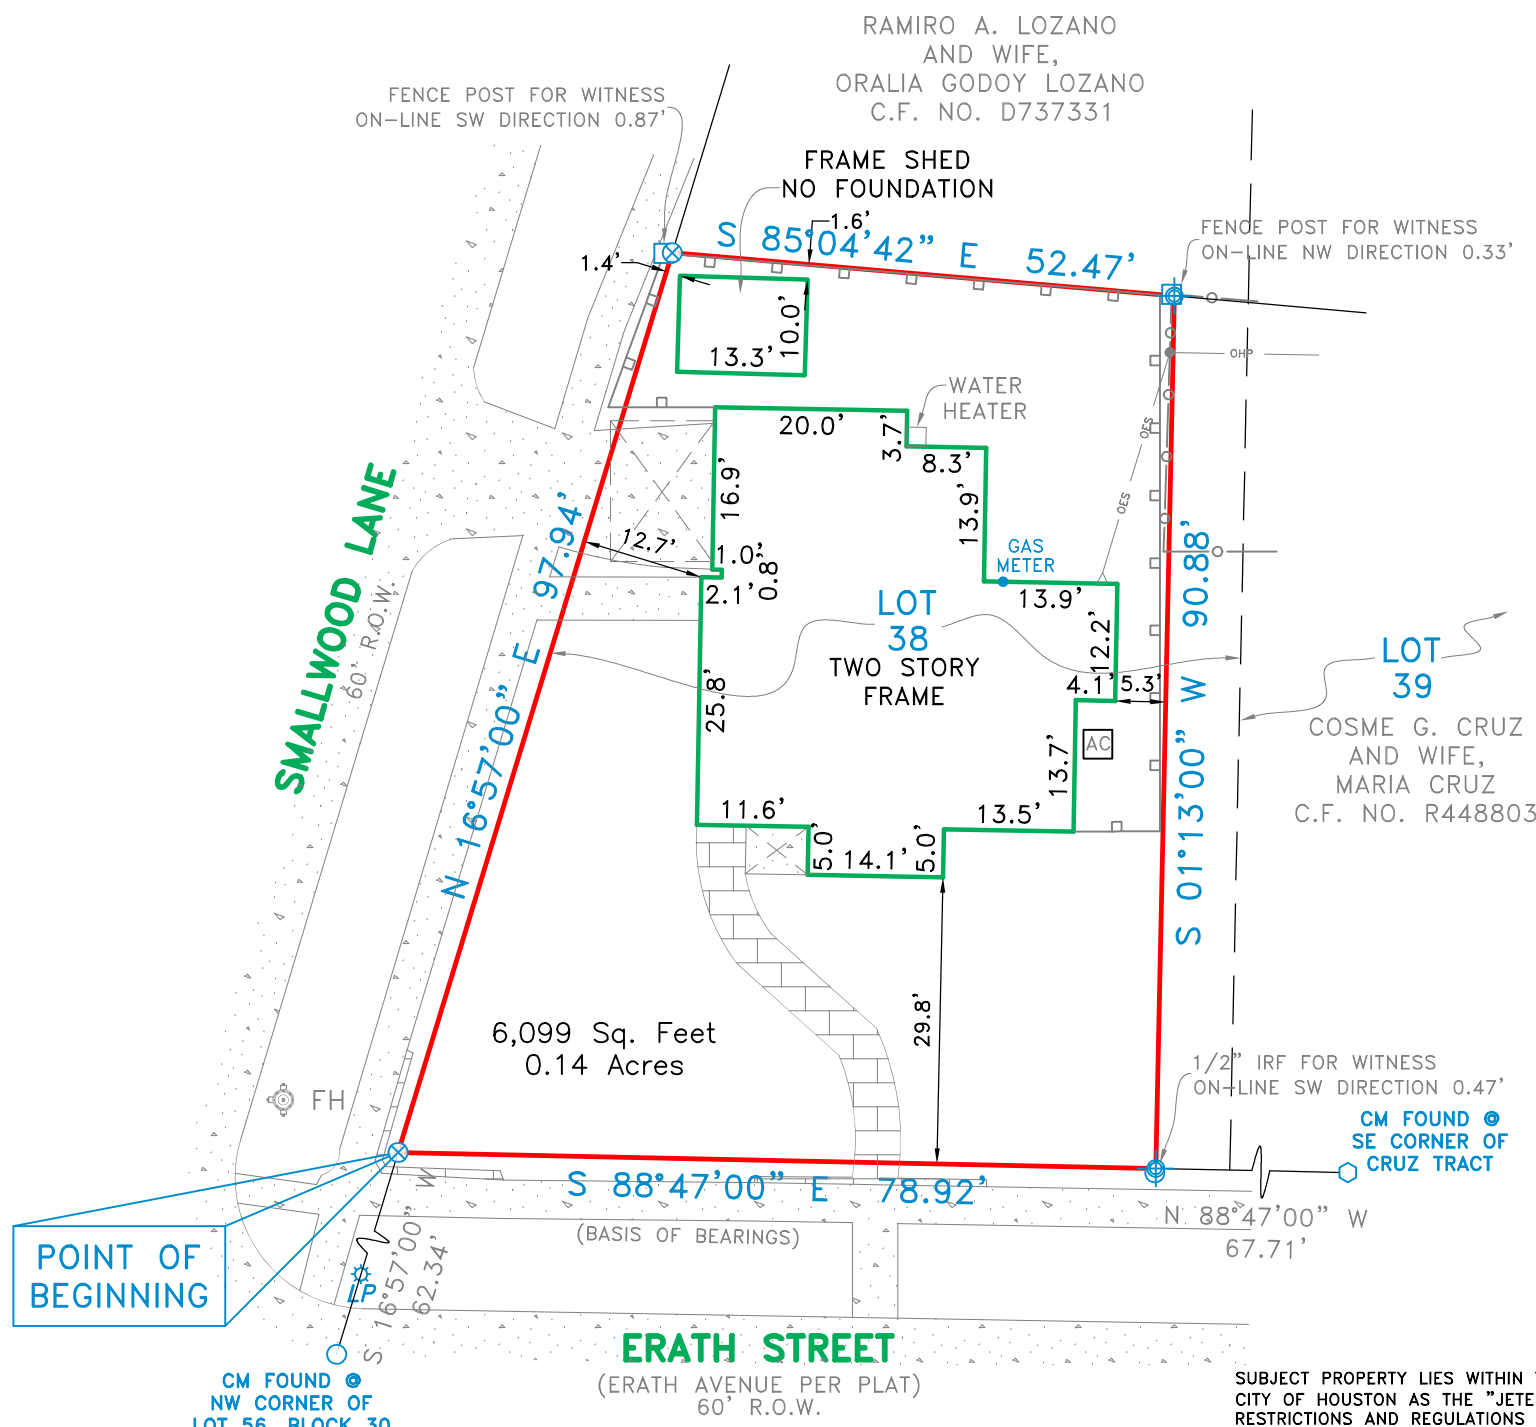 RAMIRO A. LOZANO
AND WIFE,
ORALIA GODOY LOZANO
C.F. NO. D737331
FENCE POST FOR WITNESS
ON-LINE SW DIRECTION 0.87'
FRAME SHED
NO FOUNDATION
1.6'
S 85°04'42" E 52.47'
FENCE POST FOR WITNESS
ON-LINE NW DIRECTION 0.33'
1.4'
10.0'
13.3'
OHP
WATER
HEATER
20.0'
3.7'
8.3'
OES
16.9'
13.9'
OES
SMALLWOOD LANE
60' R.O.W.
N 16°57'00" E 97.94'
12.7'
1.0'
0.8'
2.1'
GAS
METER
13.9'
LOT
38
TWO STORY
FRAME
12.2'
4.1'
5.3'
S 01°13'00" W 90.88'
LOT
39
COSME G. CRUZ
AND WIFE,
MARIA CRUZ
C.F. NO. R448803
25.8'
AC
13.7'
11.6'
13.5'
5.0'
14.1'
5.0'
29.8'
6,099 Sq. Feet
0.14 Acres
FH
1/2" IRF FOR WITNESS
ON-LINE SW DIRECTION 0.47'
CM FOUND @
SE CORNER OF
CRUZ TRACT
S 88°47'00" E 78.92'
(BASIS OF BEARINGS)
N 88°47'00" W
67.71'
POINT OF
BEGINNING
LP
S 16°57'00" W
62.34'
ERATH STREET
(ERATH AVENUE PER PLAT)
60' R.O.W.
CM FOUND @
NW CORNER OF
LOT 56, BLOCK 30
SUBJECT PROPERTY LIES WITHIN
CITY OF HOUSTON AS THE "JETE
RESTRICTIONS AND REGULATIONS